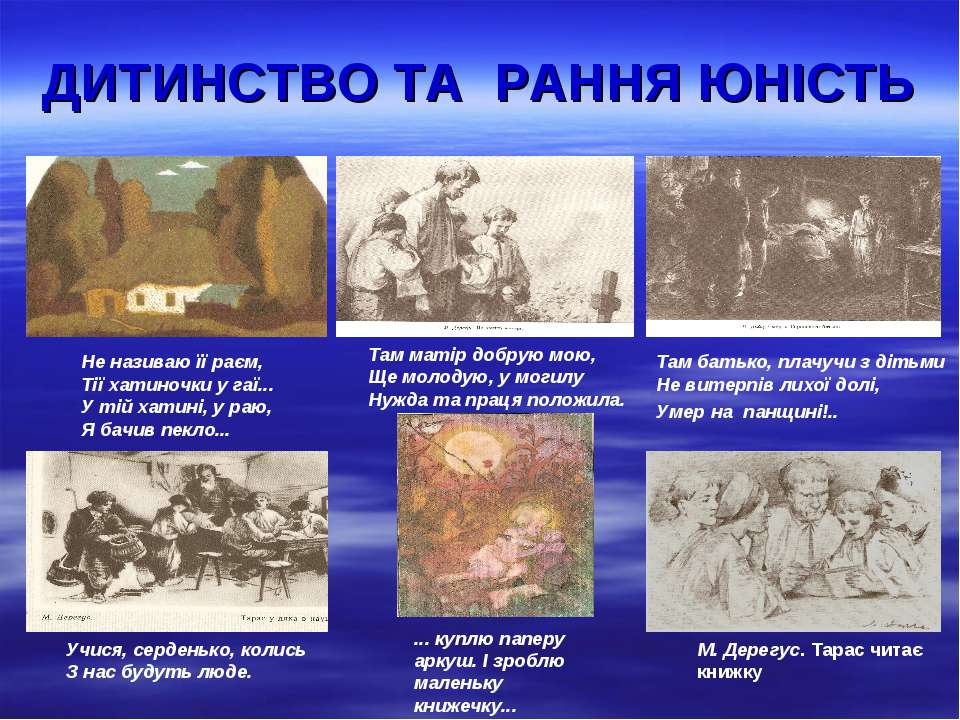 ДИТИНСТВО ТА РАННЯ ЮНІСТЬ
Не називаю її раєм,
Тії хатиночки у гаї...
У тій хатині, у раю,
Я бачив пекло...
Там матір добрую мою,
Ще молодую, у могилу
Нужда та праця положила.
Там батько, плачучи з дітьми
Не витерпів лихої долі,
Умер на панщині!..
М. Дерегус.
Тарас у дяка в наук
Учися, серденько, колись
З нас будуть люде.
... куплю паперу
аркуш. І зроблю
маленьку
книжечку...
М. Дерегус. Тарас читає
книжку